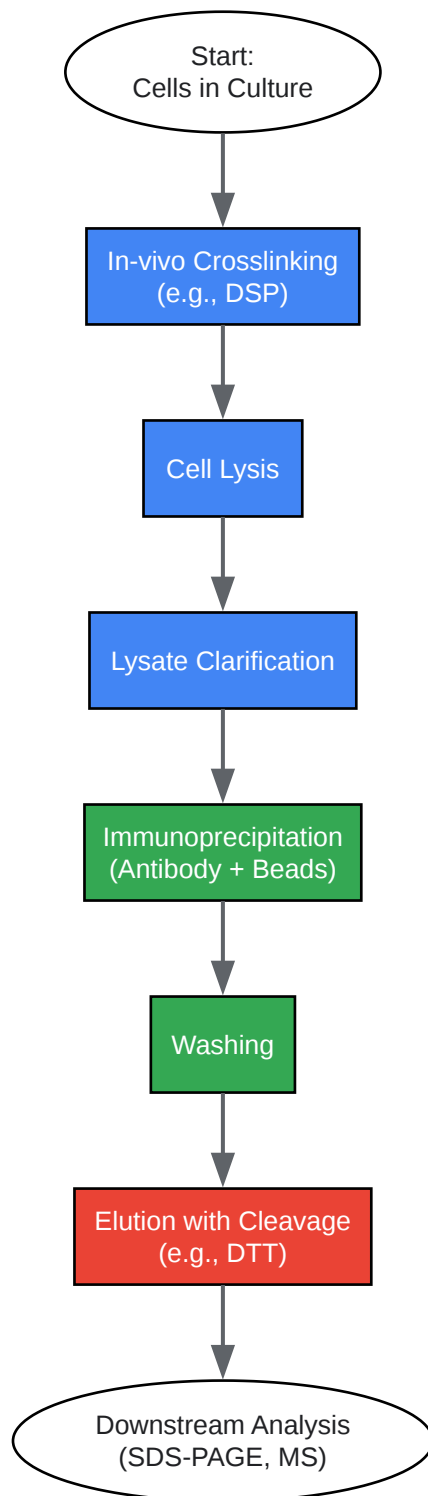 Start:
Cells in Culture
In-vivo Crosslinking
(e.g., DSP)
Cell Lysis
Lysate Clarification
Immunoprecipitation
(Antibody + Beads)
Washing
Elution with Cleavage
(e.g., DTT)
Downstream Analysis
(SDS-PAGE, MS)